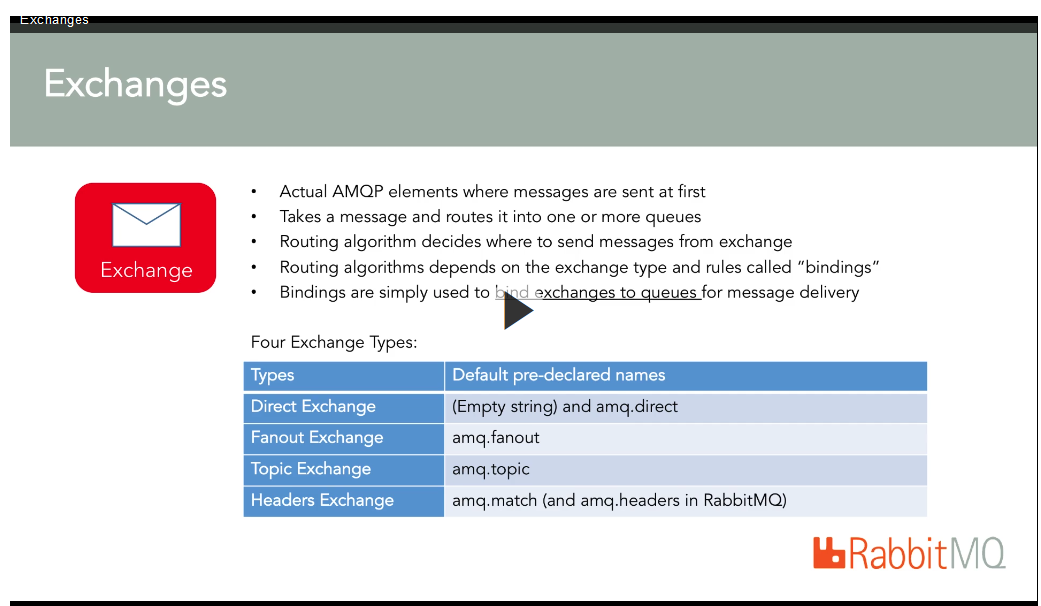 Exchanges
Exchanges
Exchange
• Actual AMQP elements where messages are sent at first
• Takes a message and routes it into one or more queues
• Routing algorithm decides where to send messages from exchange
• Routing algorithms depends on the exchange type and rules called “bindings”
• Bindings are simply used to bind exchanges to queues for message delivery
Four Exchange Types:
Types Default pre-declared names
Direct Exchange (Empty string) and amq.direct
Fanout Exchange amq.fanout
Topic Exchange amq.topic
Headers Exchange amq.match (and amq.headers in RabbitMQ)
RabbitMQ